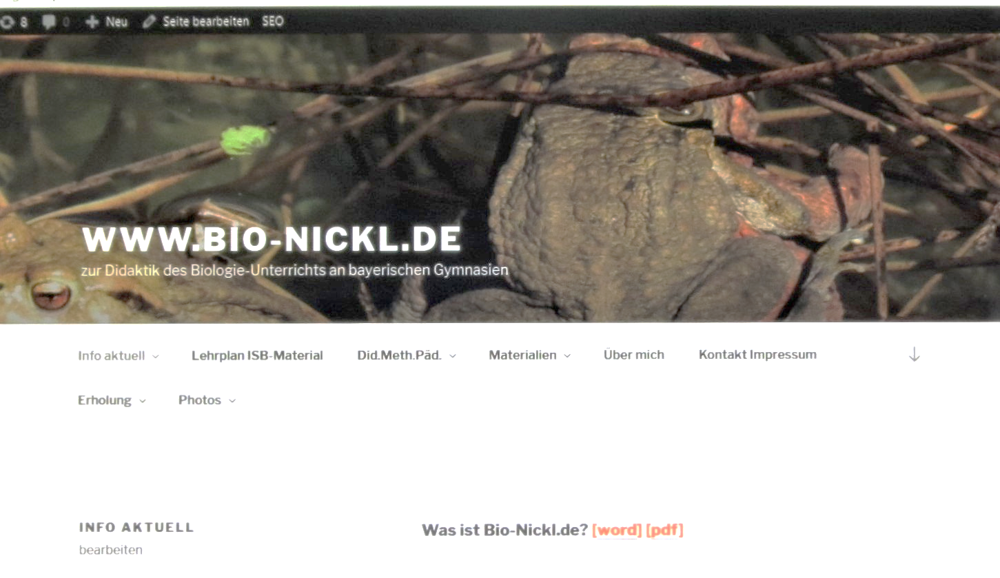 8 0 Neu Seite bearbeiten SEO
WWW.BIO-NICKL.DE
zur Didaktik des Biologie-Unterrichts an bayerischen Gymnasien
Info aktuell Lehrplan ISB-Material Did.Meth.Päd. Materialien Über mich Kontakt Impressum
Erholung Photos
INFO AKTUELL
bearbeiten
Was ist Bio-Nickl.de? [word] [pdf]